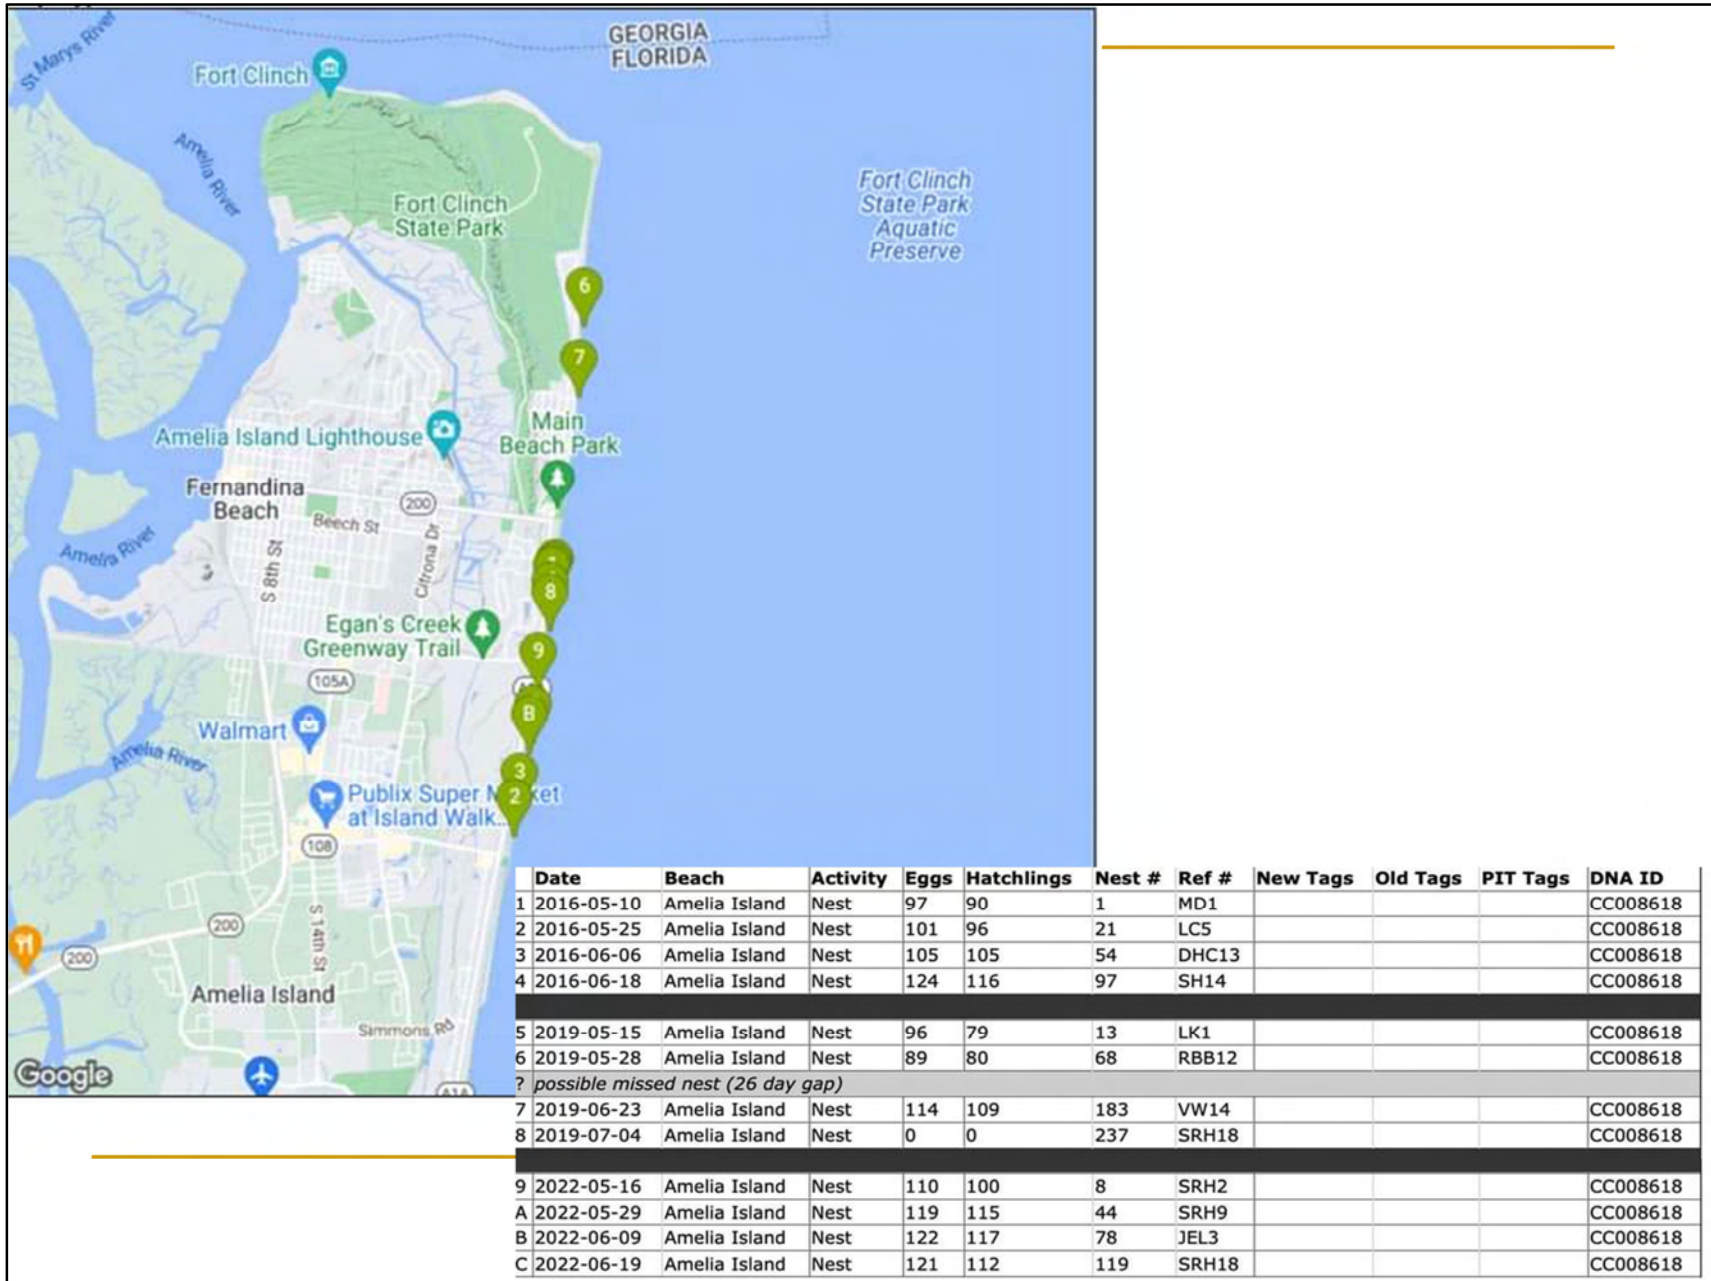 GEORGIA
FLORIDA
St Marys River
Fort Clinch
Amelia River
Fort Clinch
State Park
Fort Clinch
State Park
Aquatic
Preserve
6
7
Main
Beach Park
Amelia Island Lighthouse
Fernandina
Beach
200
Beech St
Citrona Dr
S 8th St
Amelia River
8
Egan's Creek
Greenway Trail
9
105A
B
Walmart
Amelia River
3
2
Publix Super Market
at Island Walk...
108
200
S 14th St
200
Amelia Island
Simmons Rd
Google
A1A
Date Beach Activity Eggs Hatchlings Nest # Ref # New Tags Old Tags PIT Tags DNA ID
1 2016-05-10 Amelia Island Nest 97 90 1 MD1 CC008618
2 2016-05-25 Amelia Island Nest 101 96 21 LC5 CC008618
3 2016-06-06 Amelia Island Nest 105 105 54 DHC13 CC008618
4 2016-06-18 Amelia Island Nest 124 116 97 SH14 CC008618
5 2019-05-15 Amelia Island Nest 96 79 13 LK1 CC008618
6 2019-05-28 Amelia Island Nest 89 80 68 RBB12 CC008618
? possible missed nest (26 day gap)
7 2019-06-23 Amelia Island Nest 114 109 183 VW14 CC008618
8 2019-07-04 Amelia Island Nest 0 0 237 SRH18 CC008618
9 2022-05-16 Amelia Island Nest 110 100 8 SRH2 CC008618
A 2022-05-29 Amelia Island Nest 119 115 44 SRH9 CC008618
B 2022-06-09 Amelia Island Nest 122 117 78 JEL3 CC008618
C 2022-06-19 Amelia Island Nest 121 112 119 SRH18 CC008618